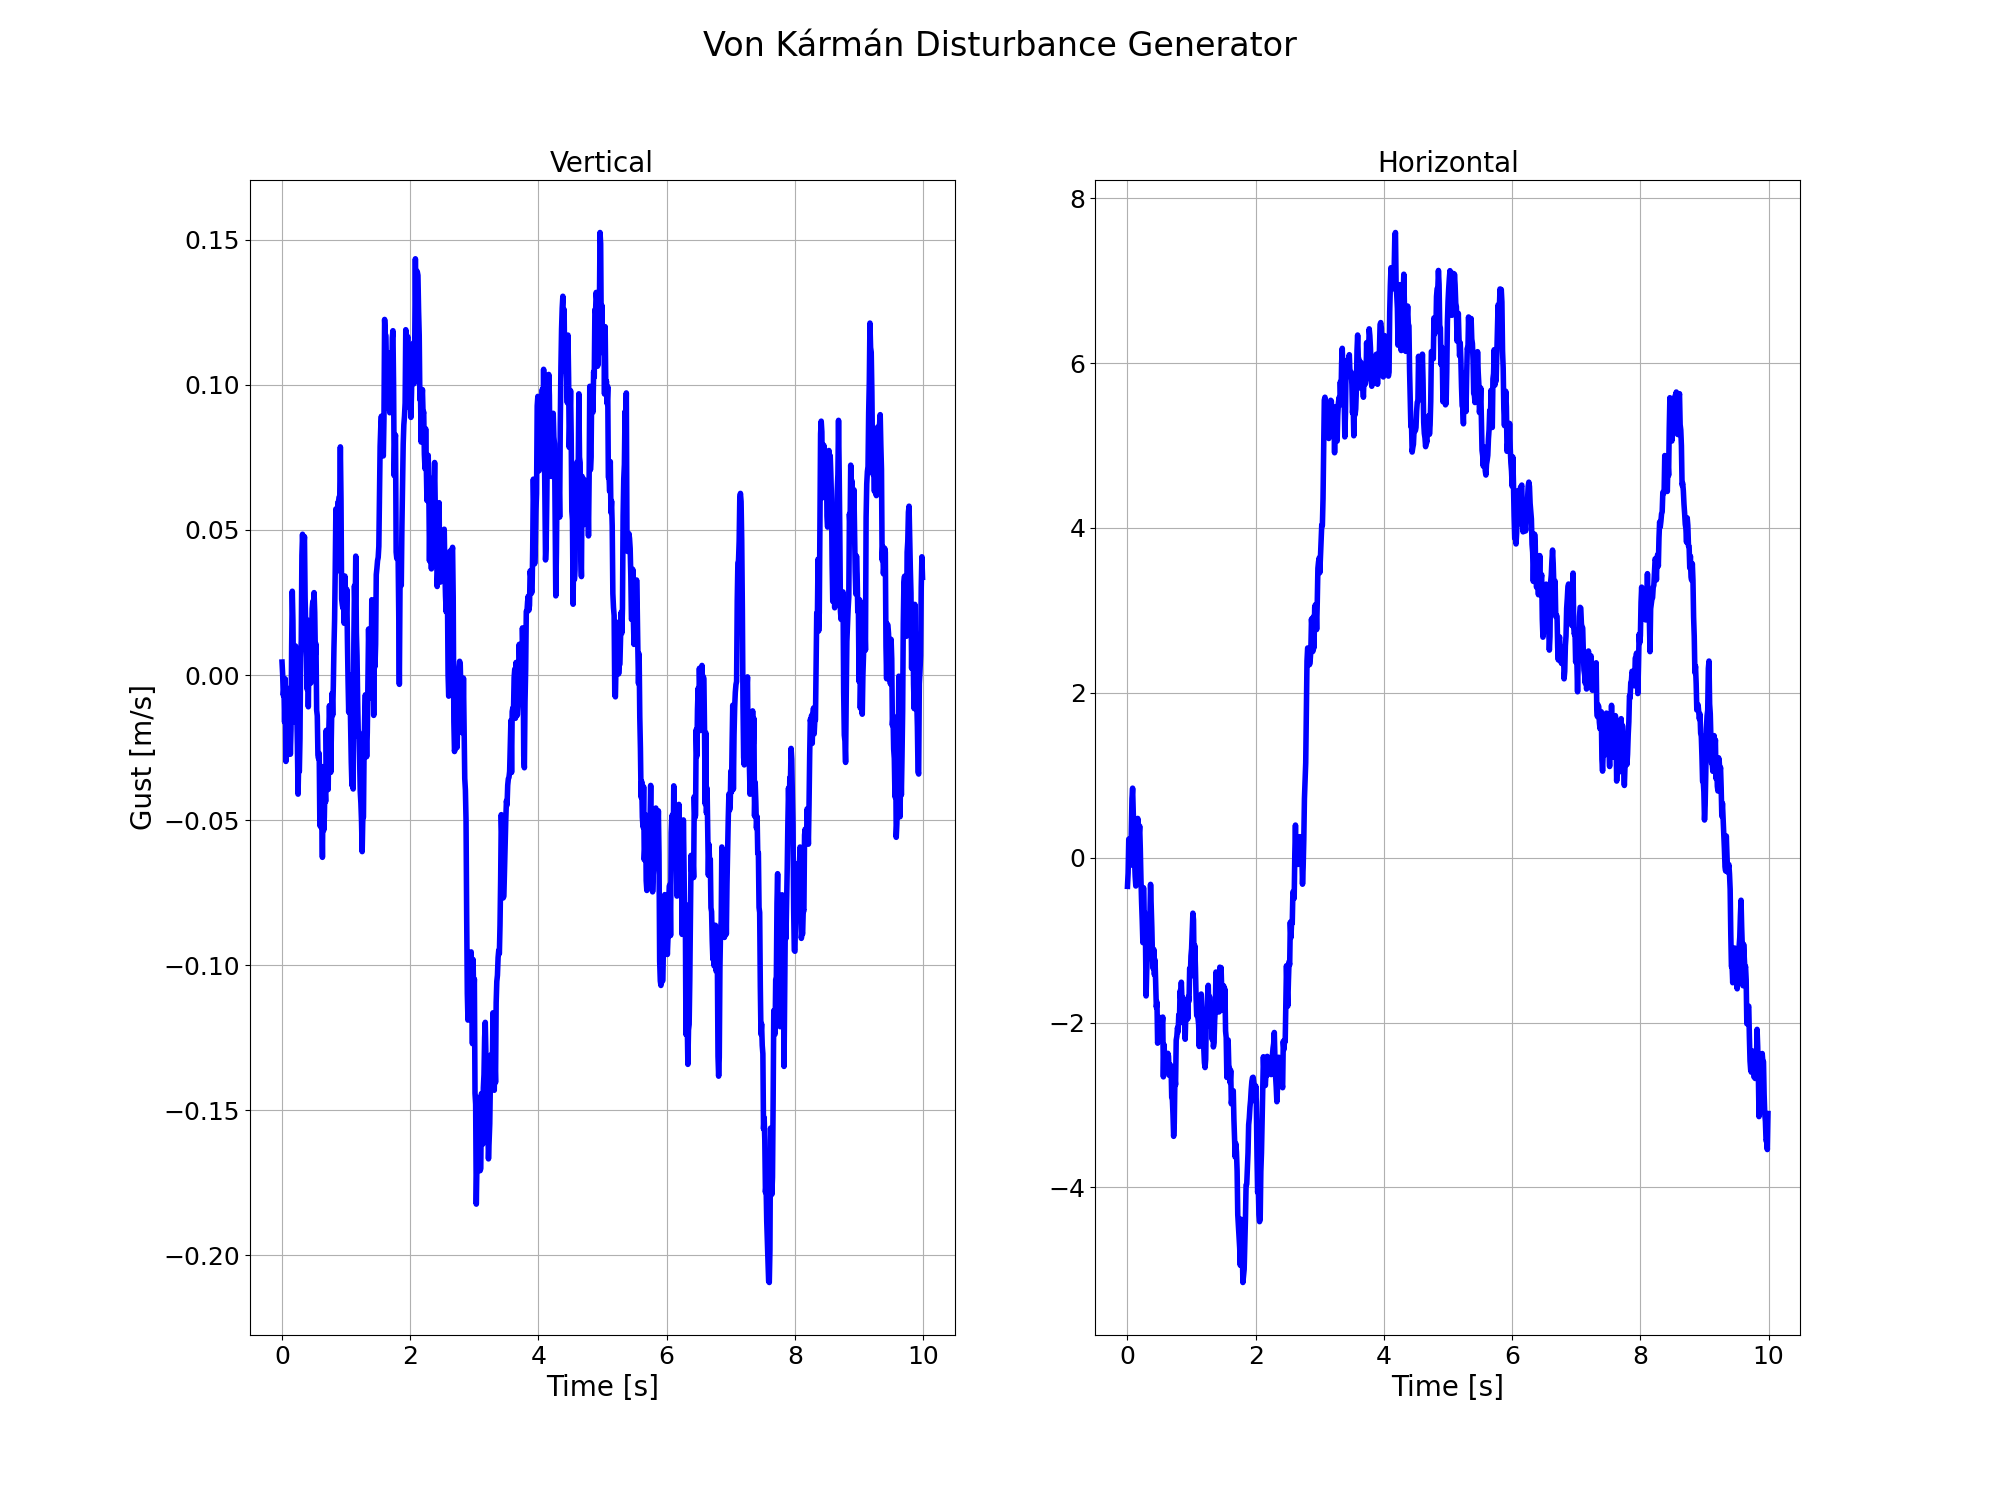 Von Kármán Disturbance Generator
Vertical
Gust [m/s]
0.15
0.10
0.05
0.00
−0.05
−0.10
−0.15
−0.20
0 2 4 6 8 10
Time [s]
Horizontal
8
6
4
2
0
−2
−4
0 2 4 6 8 10
Time [s]